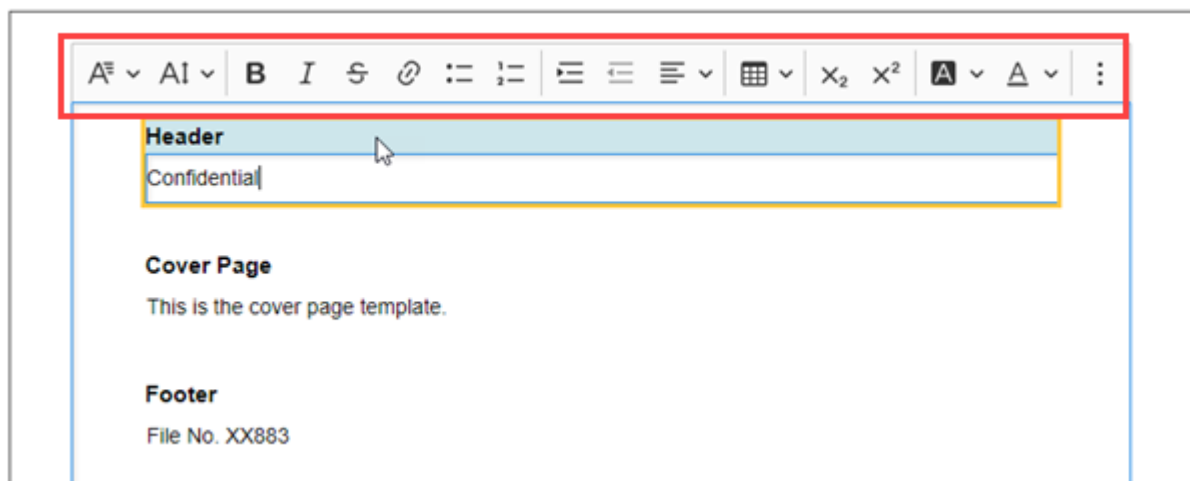 Header
Confidential
Cover Page
This is the cover page template.
Footer
File No. XX883